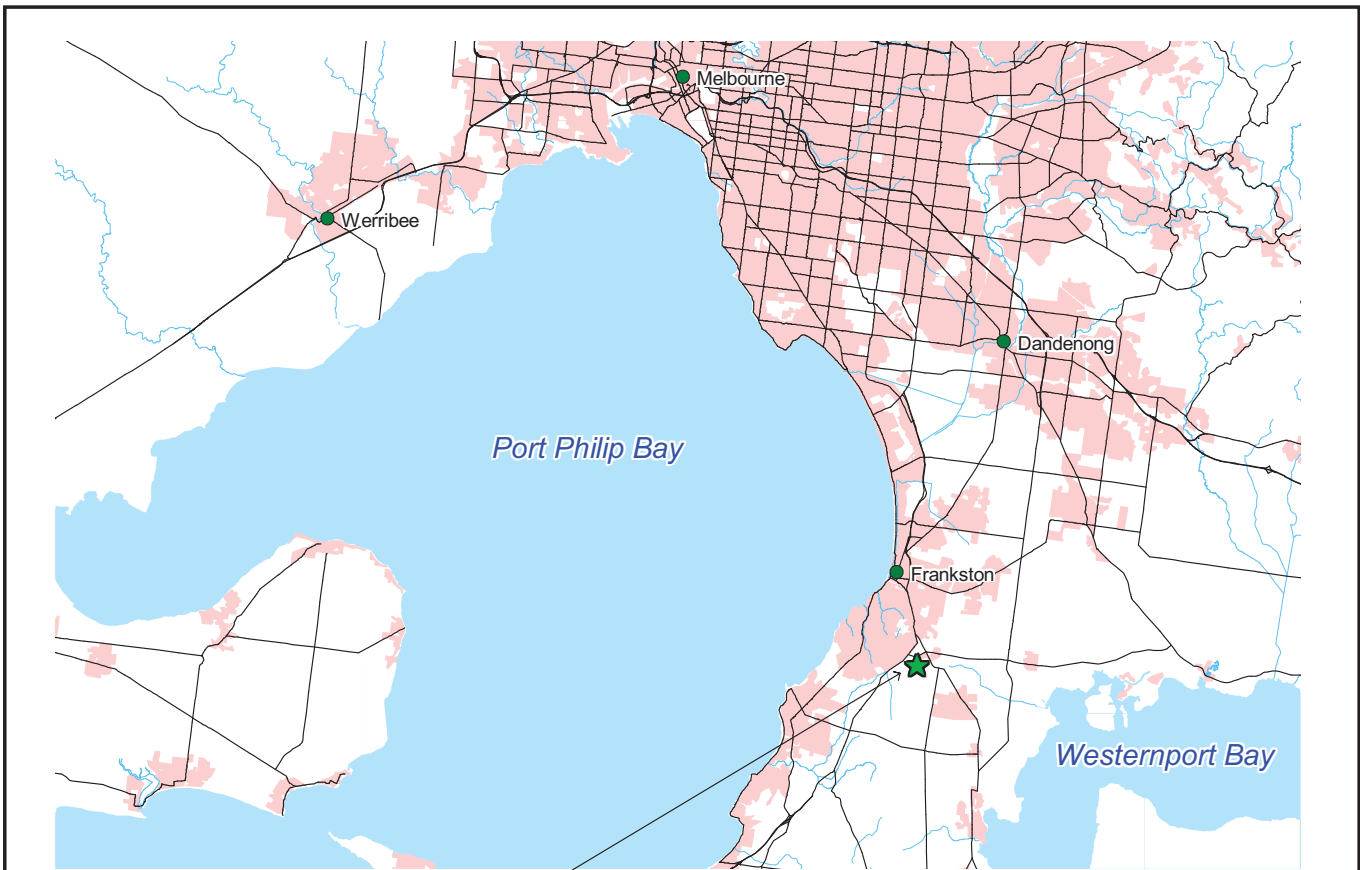 Melbourne
Werribee
Dandenong
Port Philip Bay
Frankston
Westernport Bay